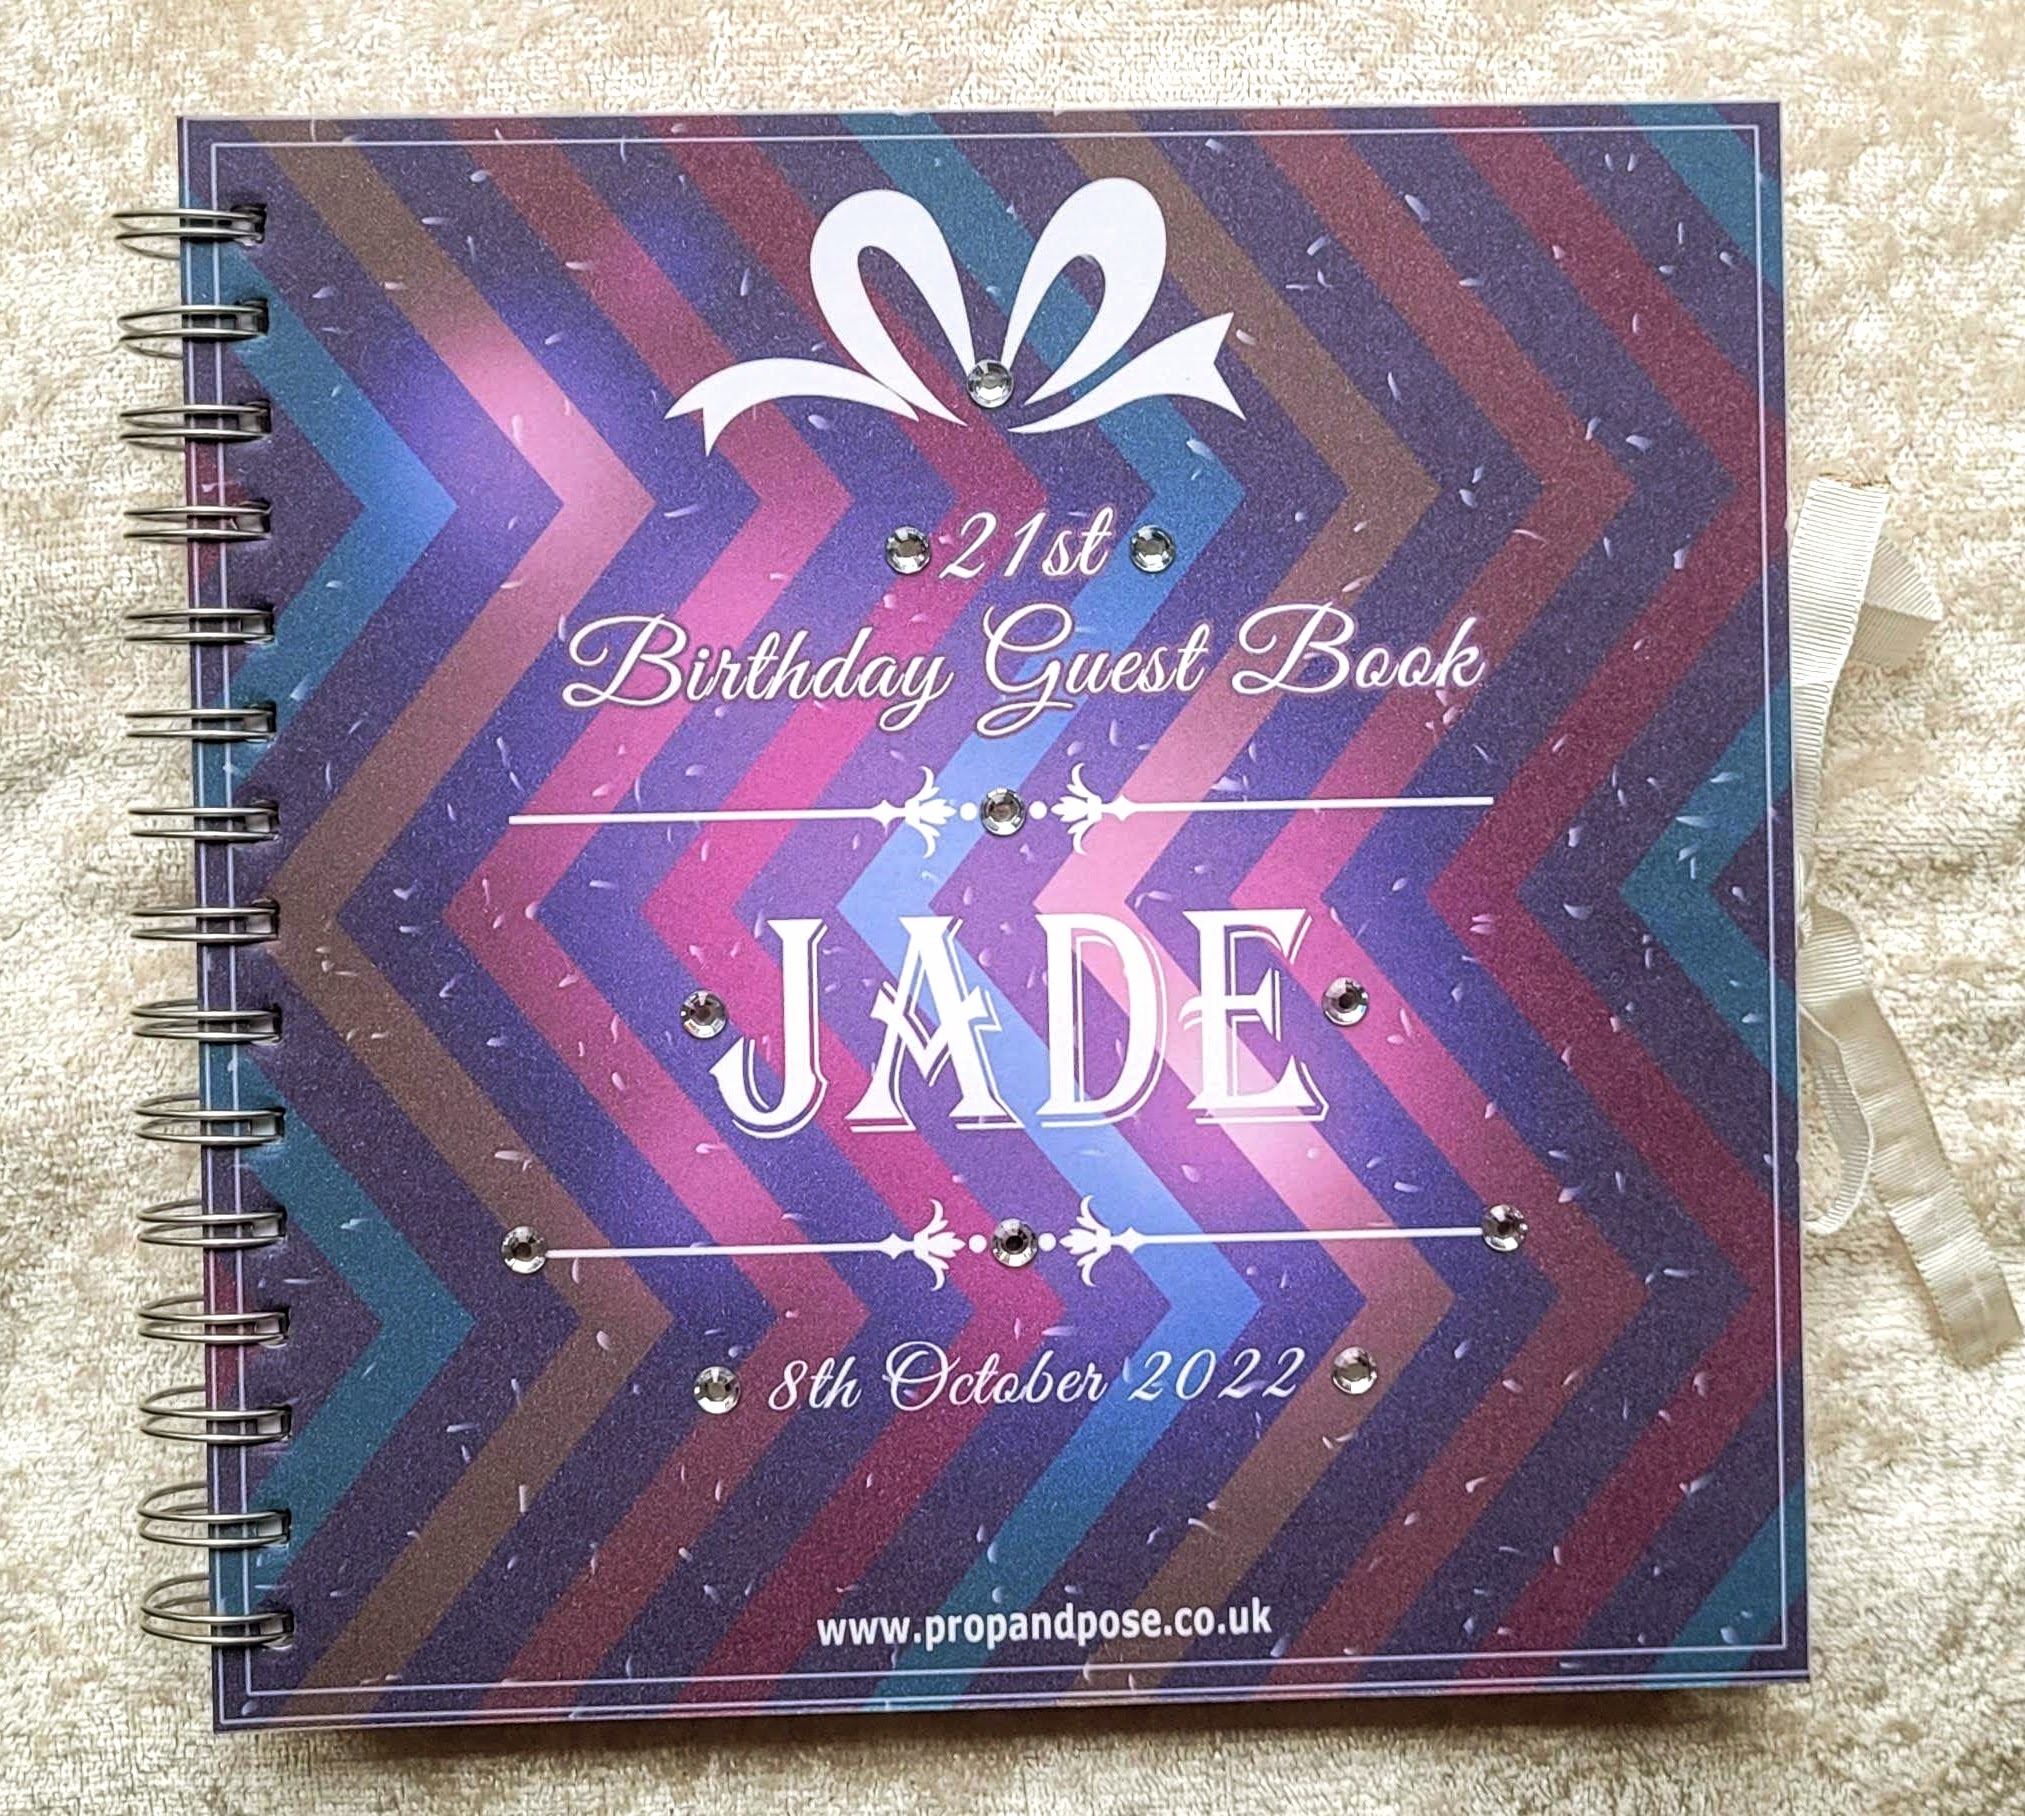 21st
Birthday Guest Book
JADE
8th October 2022
www.propandpose.co.uk